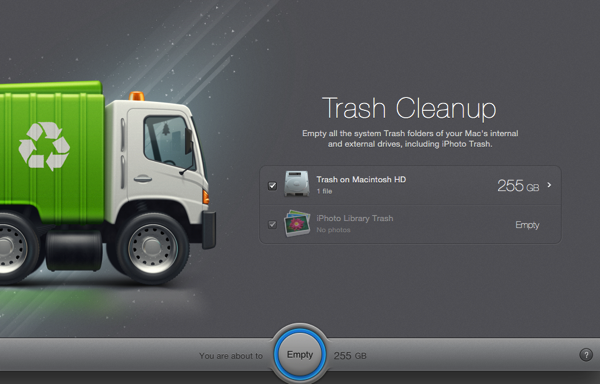 Trash Cleanup
Empty all the system Trash folders of your Mac's internal
and external drives, including iPhoto Trash.
Trash on Macintosh HD
1 file
255 GB
iPhoto Library Trash
No photos
Empty
You are about to Empty 255 GB
?